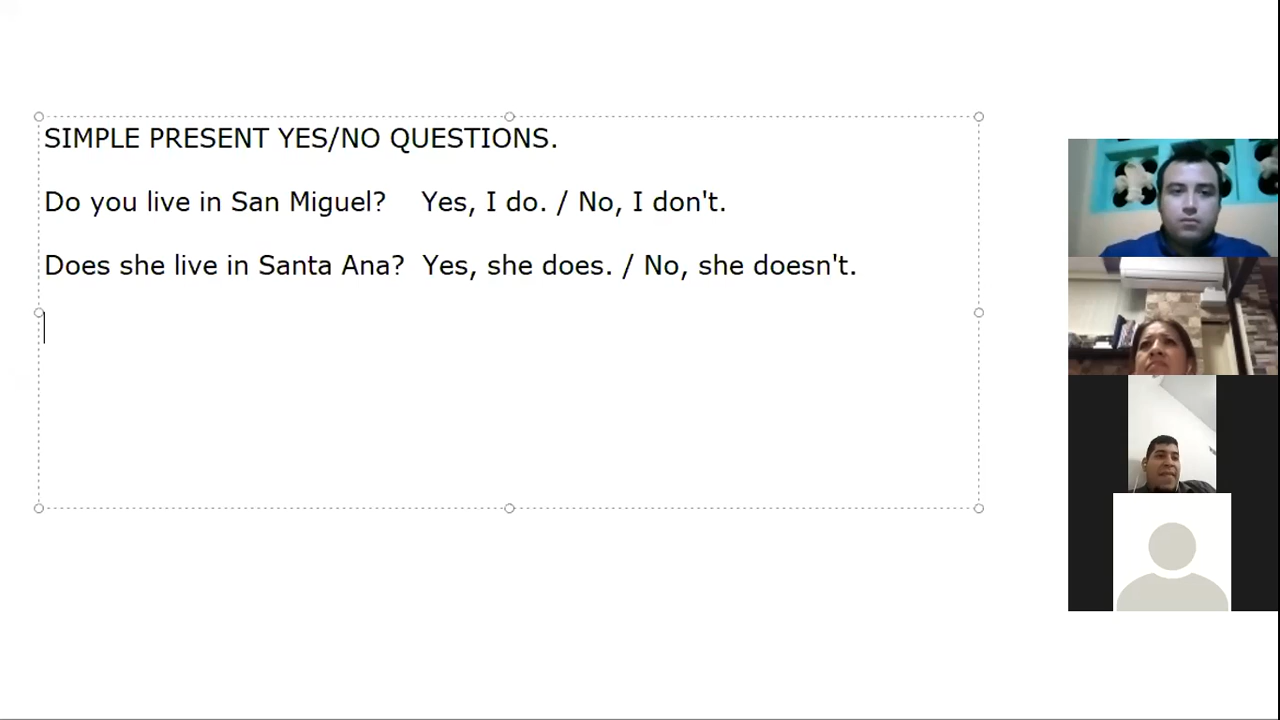 SIMPLE PRESENT YES/NO QUESTIONS.
Do you live in San Miguel? Yes, I do. / No, I don't.
Does she live in Santa Ana? Yes, she does. / No, she doesn't.